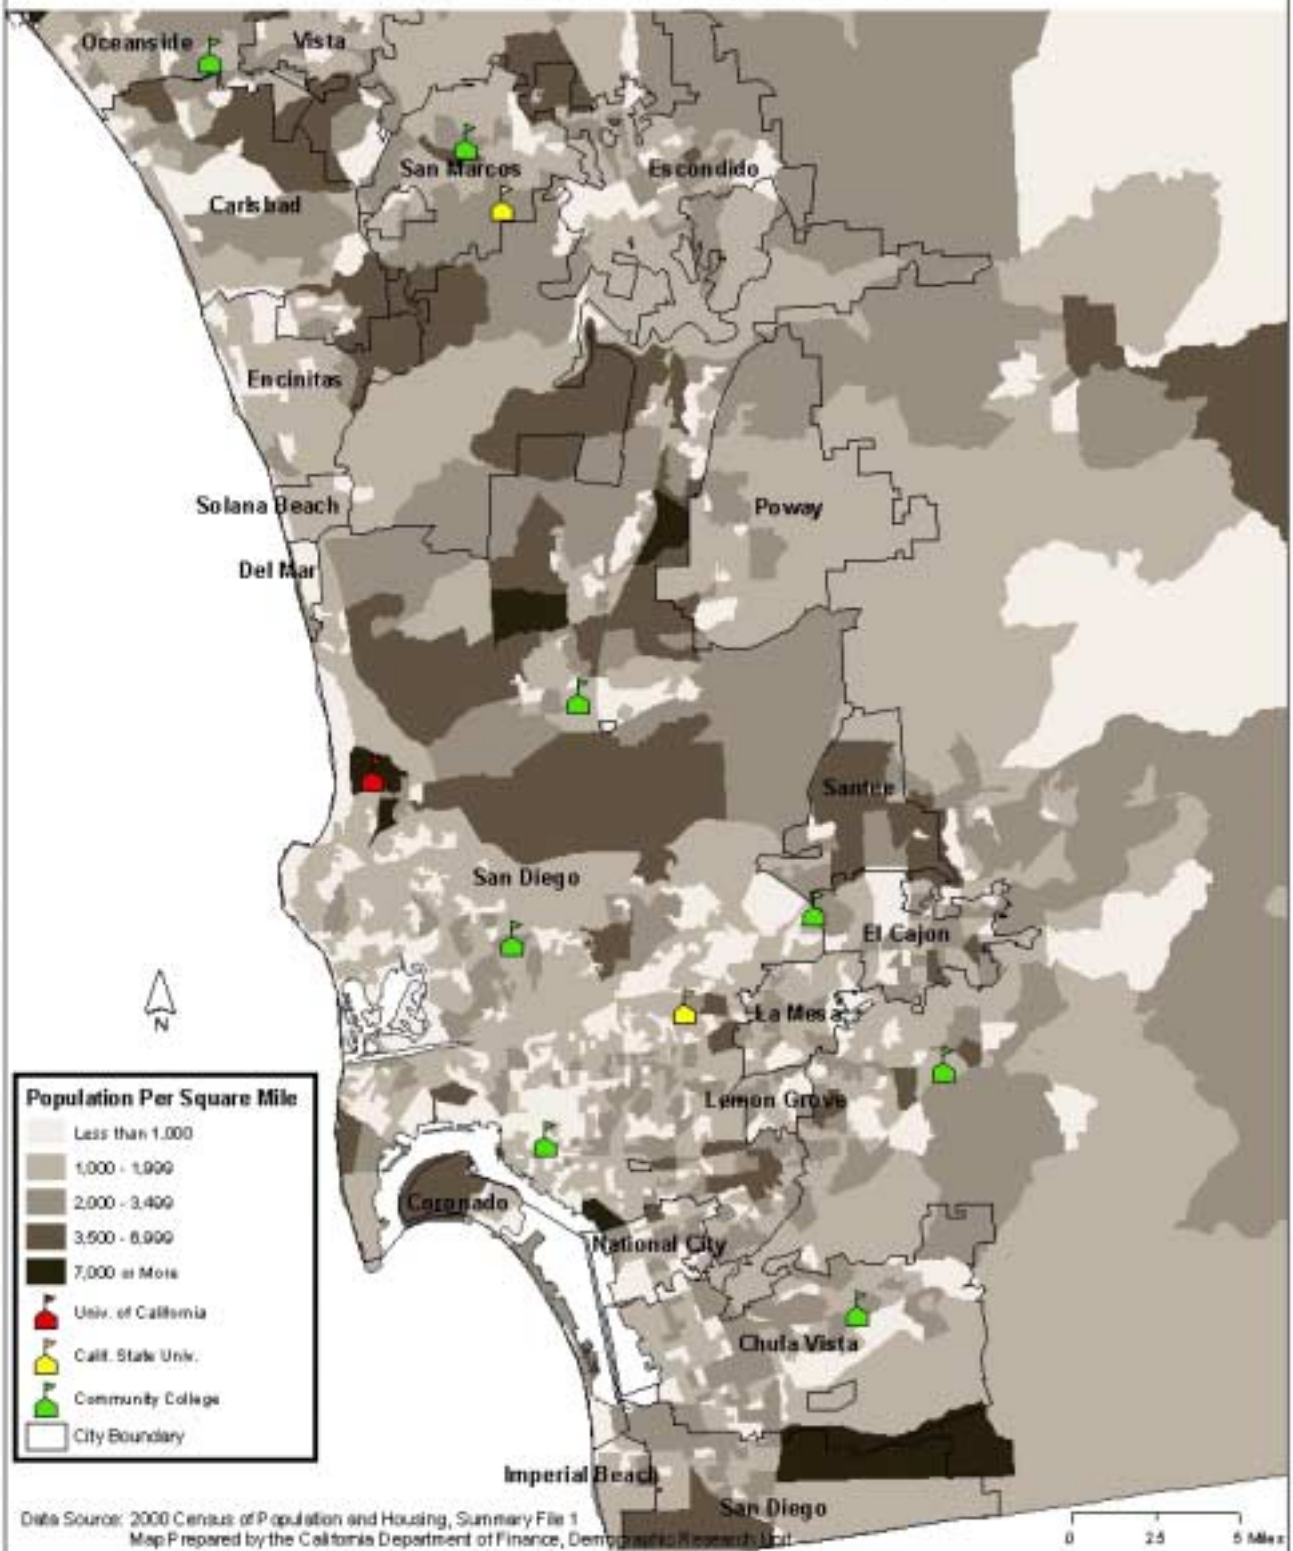 Oceanside
Vista
San Marcos
Escondido
Carlsbad
Encinitas
Solana Beach
Poway
Del Mar
Santee
San Diego
El Cajon
N
La Mesa
Lemon Grove
Population Per Square Mile
Less than 1,000
1,000 - 1,999
2,000 - 3,499
3,500 - 6,999
7,000 or More
Univ. of California
Calif. State Univ.
Community College
City Boundary
Coronado
National City
Chula Vista
Imperial Beach
San Diego
Data Source: 2000 Census of Population and Housing, Summary File 1
Map Prepared by the California Department of Finance, Demographic Research Unit
0 2.5 5 Miles